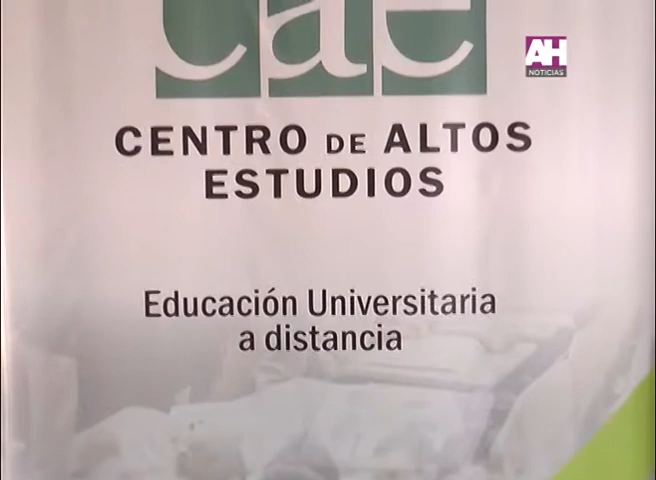 cae
AH
NOTICIAS
CENTRO DE ALTOS
ESTUDIOS
Educación Universitaria
a distancia